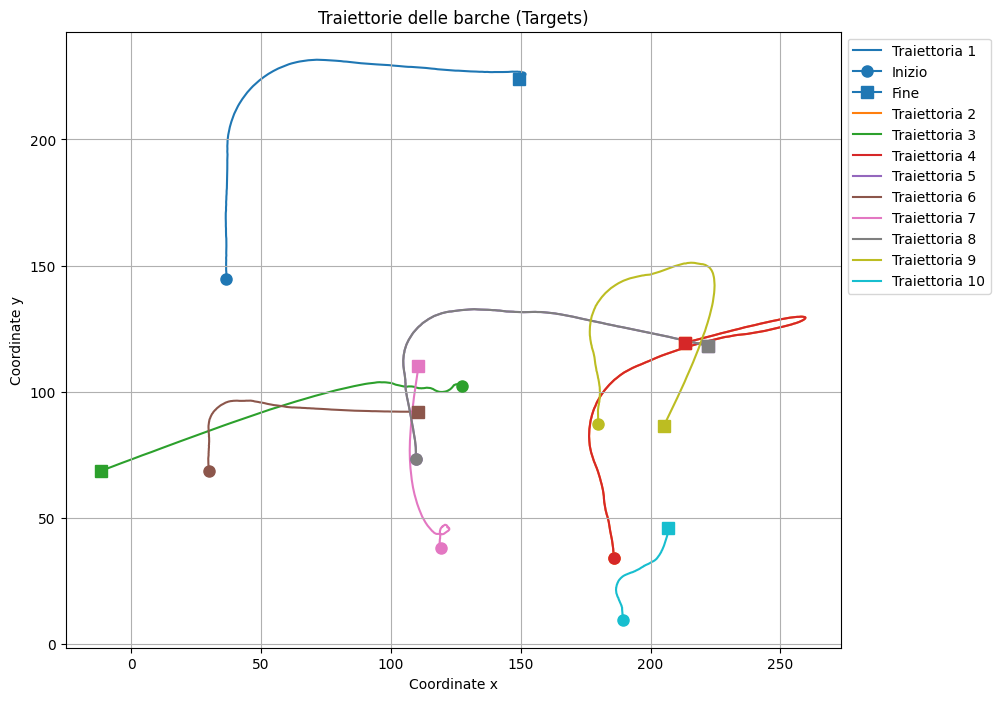 Traiettorie delle barche (Targets)
Coordinate y
200
150
100
50
0
0 50 100 150 200 250
Coordinate x
Traiettoria 1
Inizio
Fine
Traiettoria 2
Traiettoria 3
Traiettoria 4
Traiettoria 5
Traiettoria 6
Traiettoria 7
Traiettoria 8
Traiettoria 9
Traiettoria 10